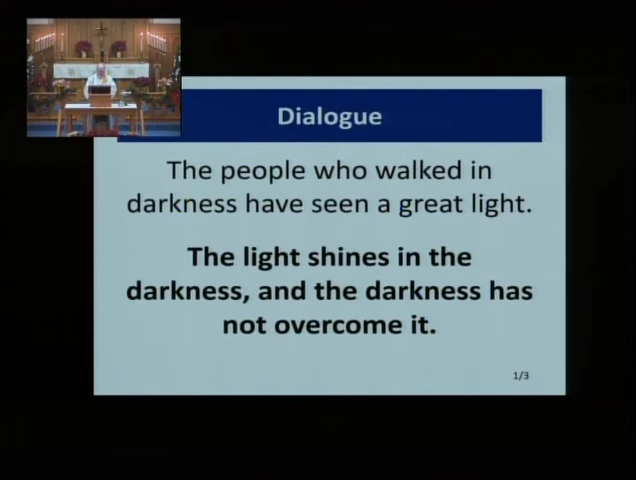 Dialogue
The people who walked in
darkness have seen a great light.
The light shines in the
darkness, and the darkness has
not overcome it.
1/3